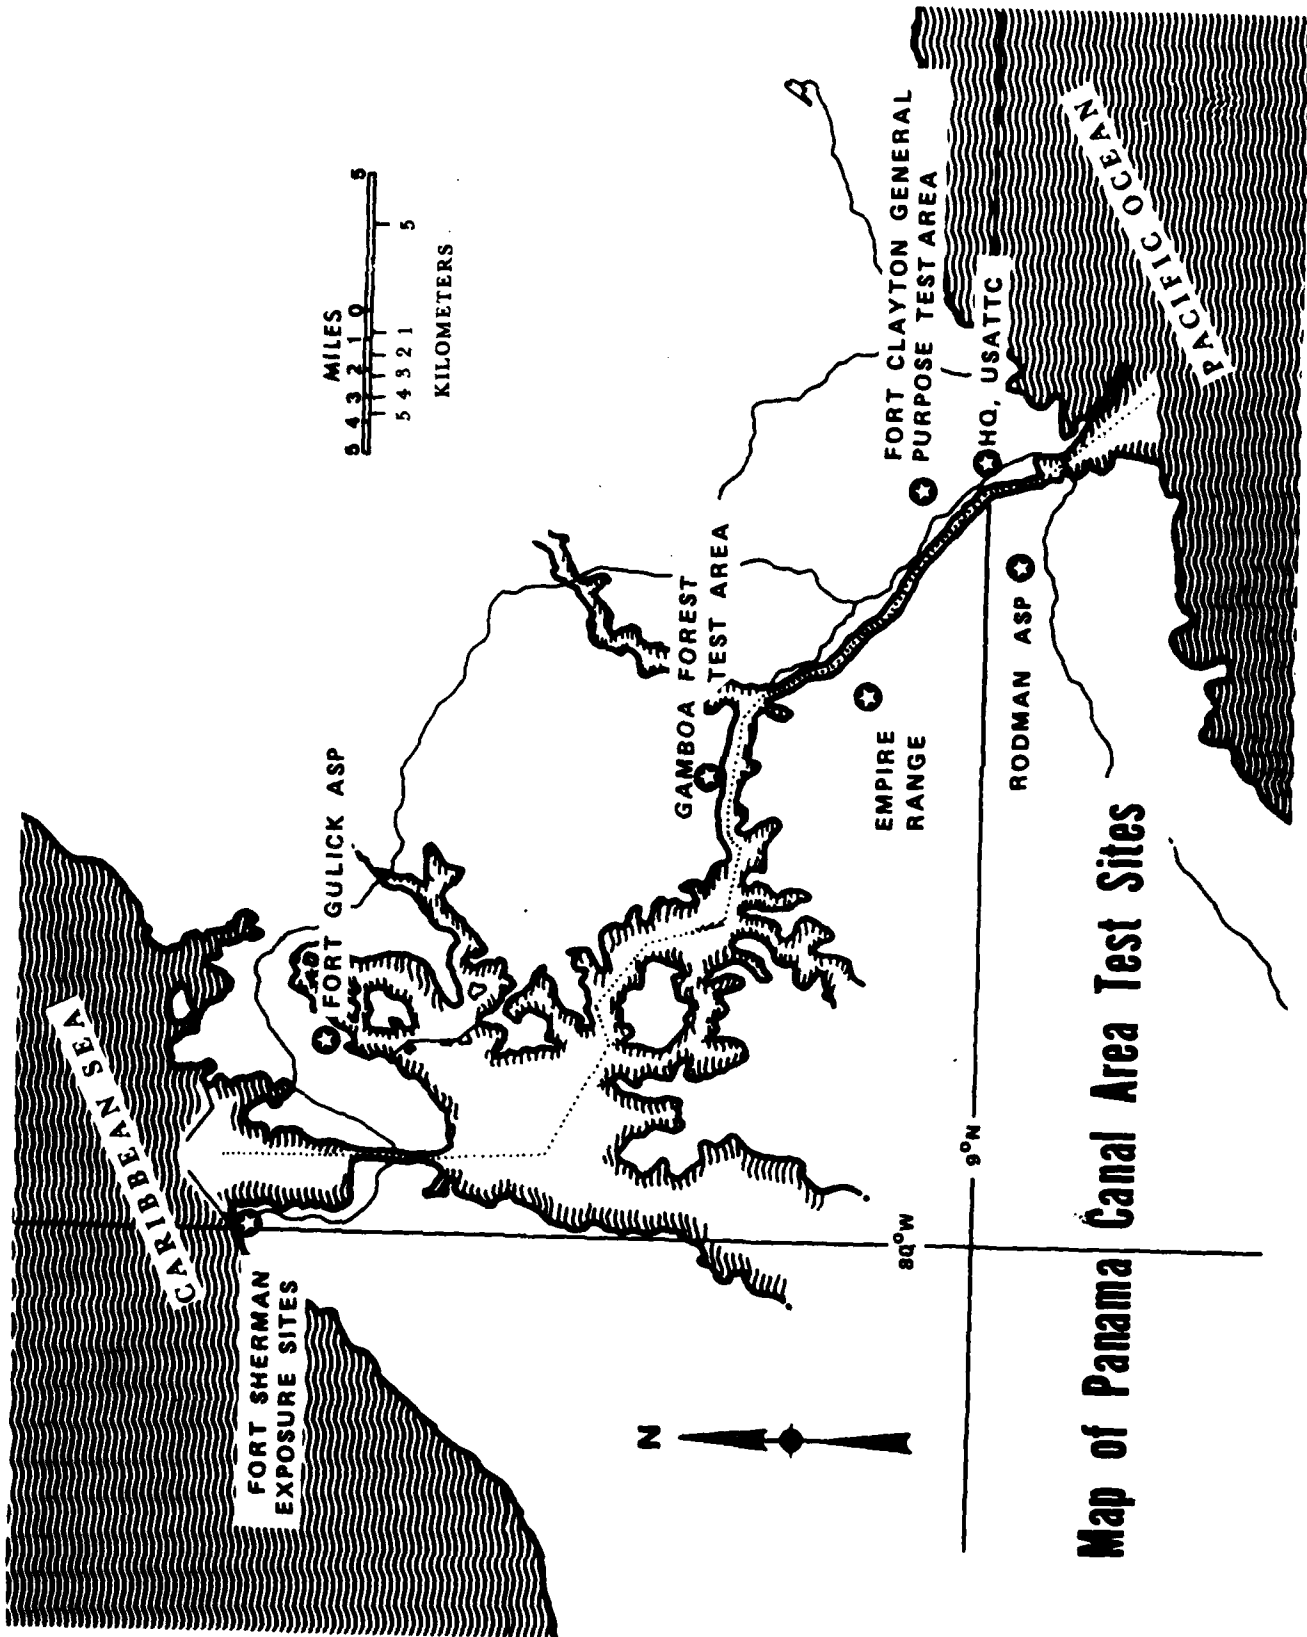 CARIBBEAN SEA
FORT SHERMAN
EXPOSURE SITES
FORT GULICK ASP
MILES
5 4 3 2 1 0 5
5 4 3 2 1 5
KILOMETERS
GAMBOA FOREST
TEST AREA
FORT CLAYTON GENERAL
PURPOSE TEST AREA
EMPIRE
RANGE
HQ, USATTC
RODMAN ASP
PACIFIC OCEAN
N
80°W
9°N
Map of Panama Canal Area Test Sites